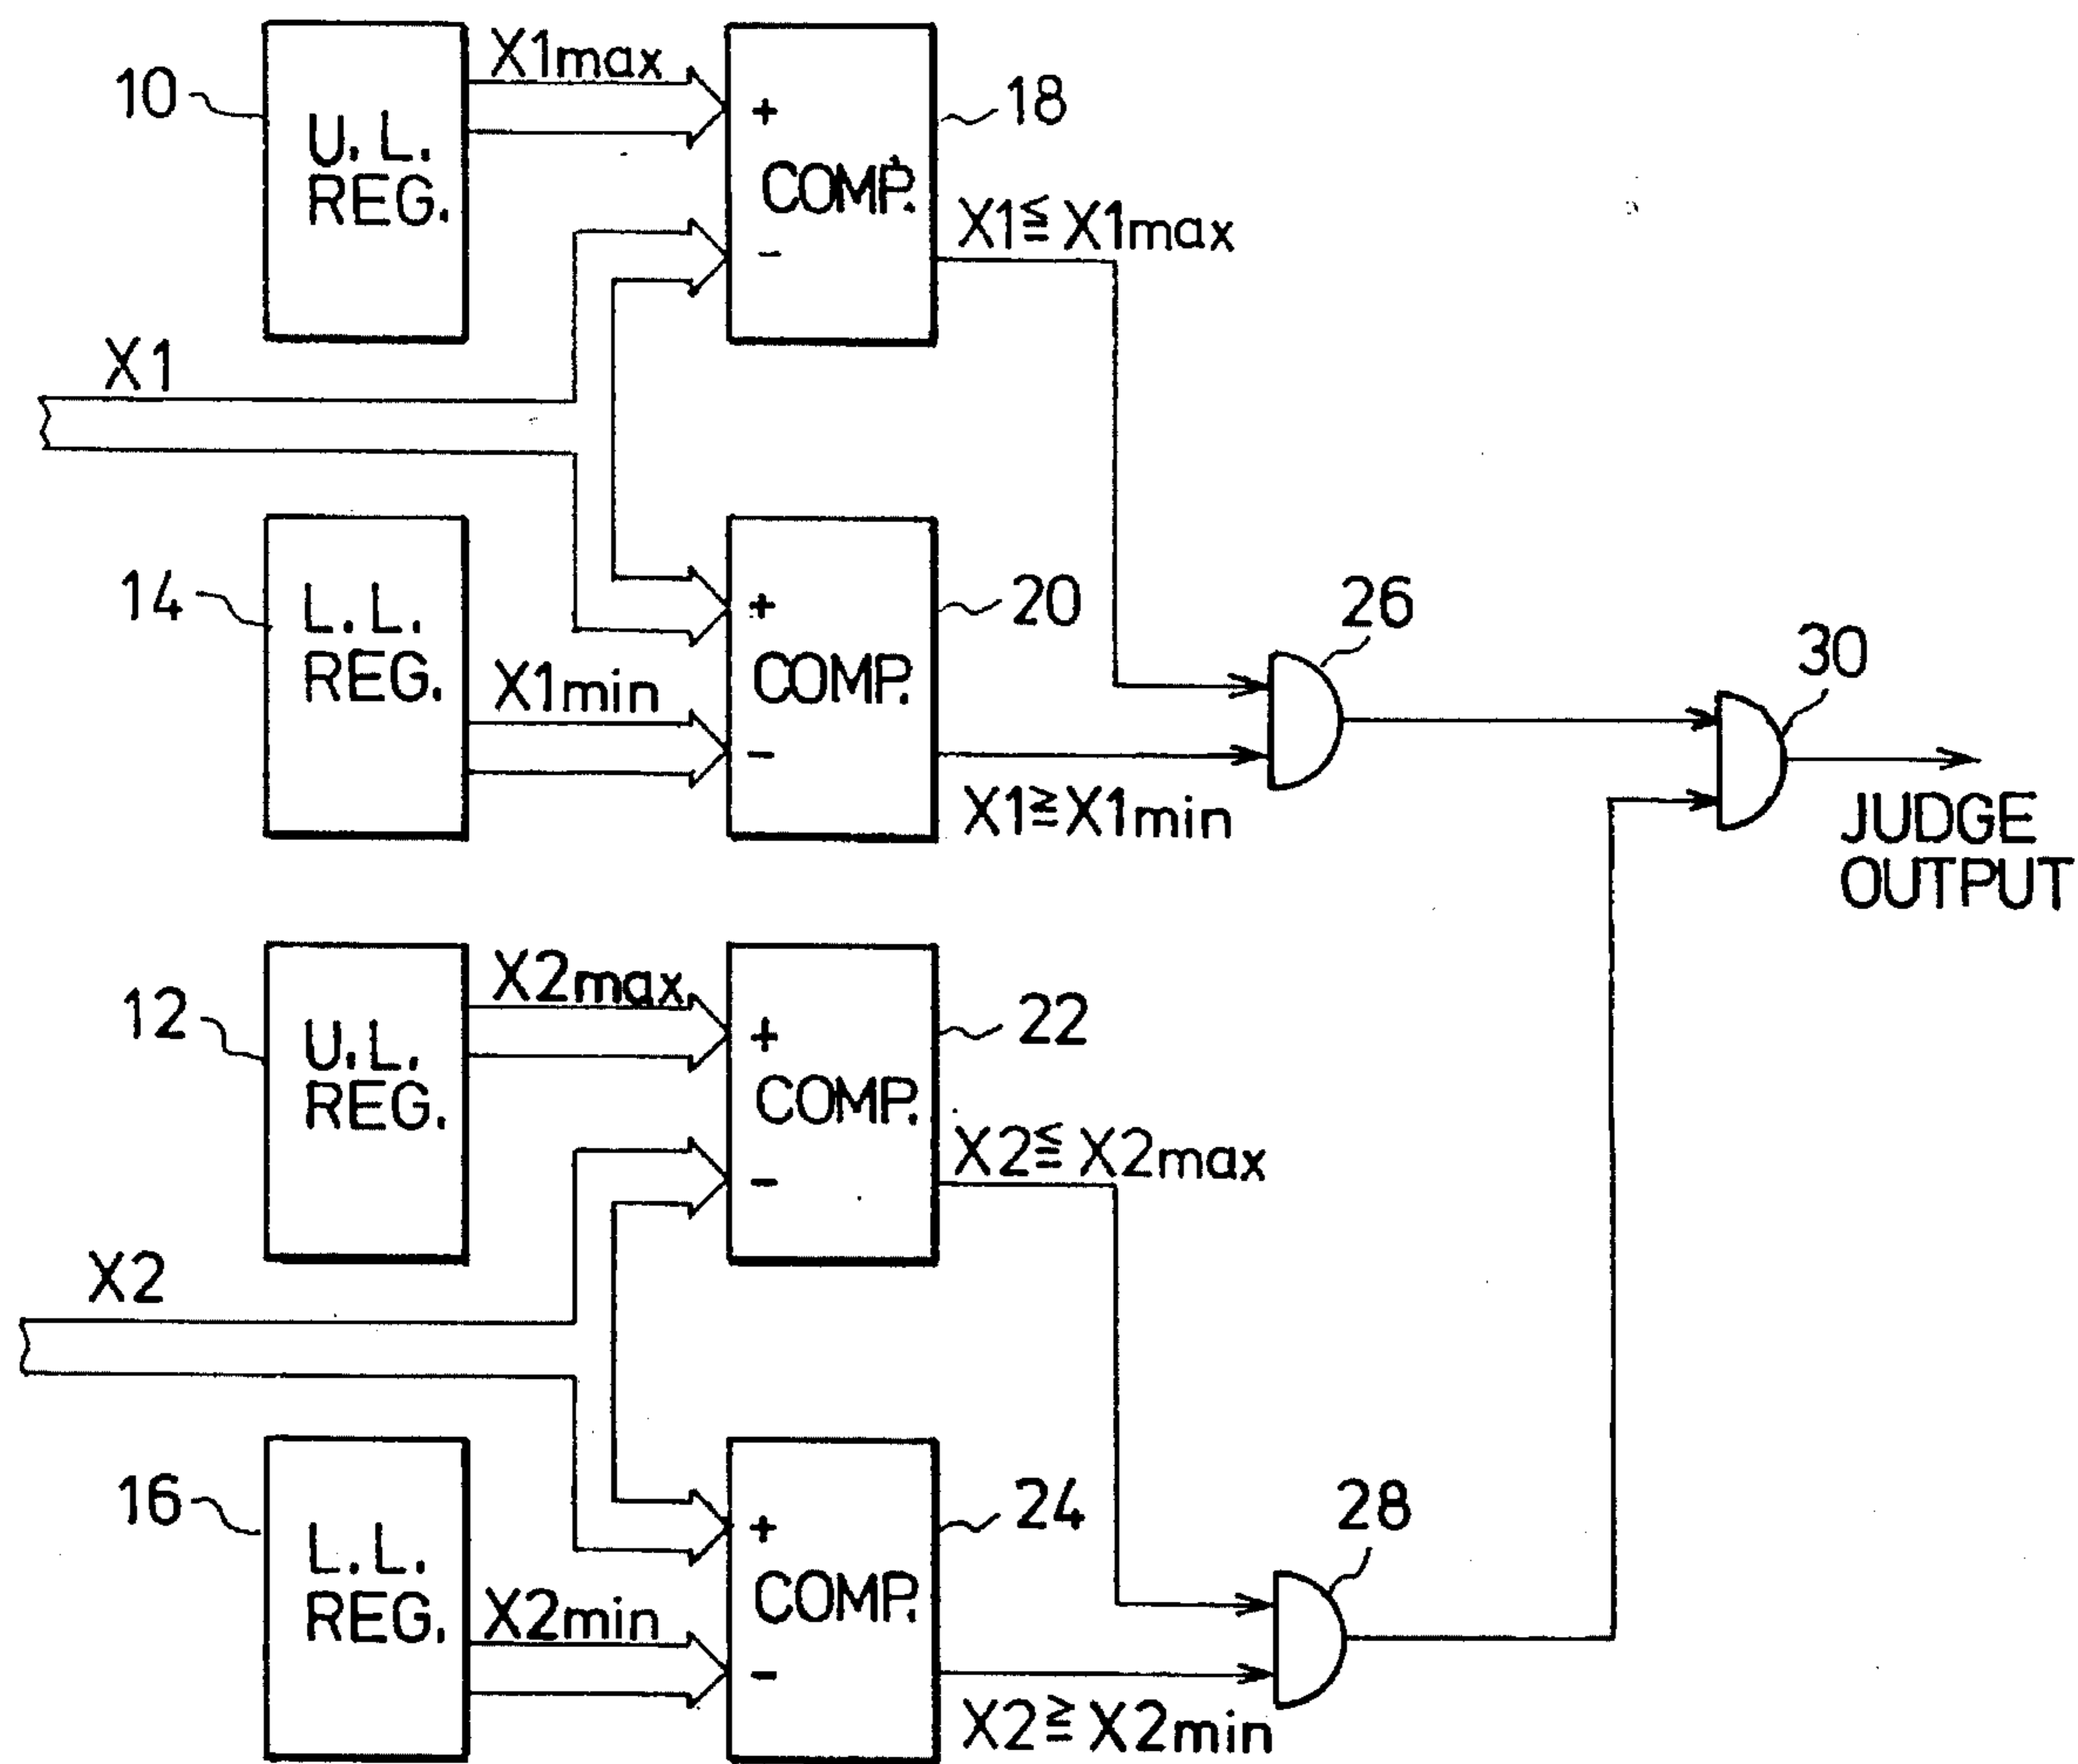 X1max
10
U.L.
REG.
+
COMP.
-
18
X1≦X1max
X1
14
L.L.
REG.
X1min
+
COMP.
-
20
X1≧X1min
26
30
JUDGE
OUTPUT
12
U.L.
REG.
X2max
+
COMP.
-
22
X2≦X2max
X2
16
L.L.
REG.
X2min
+
COMP.
-
24
X2≧X2min
28